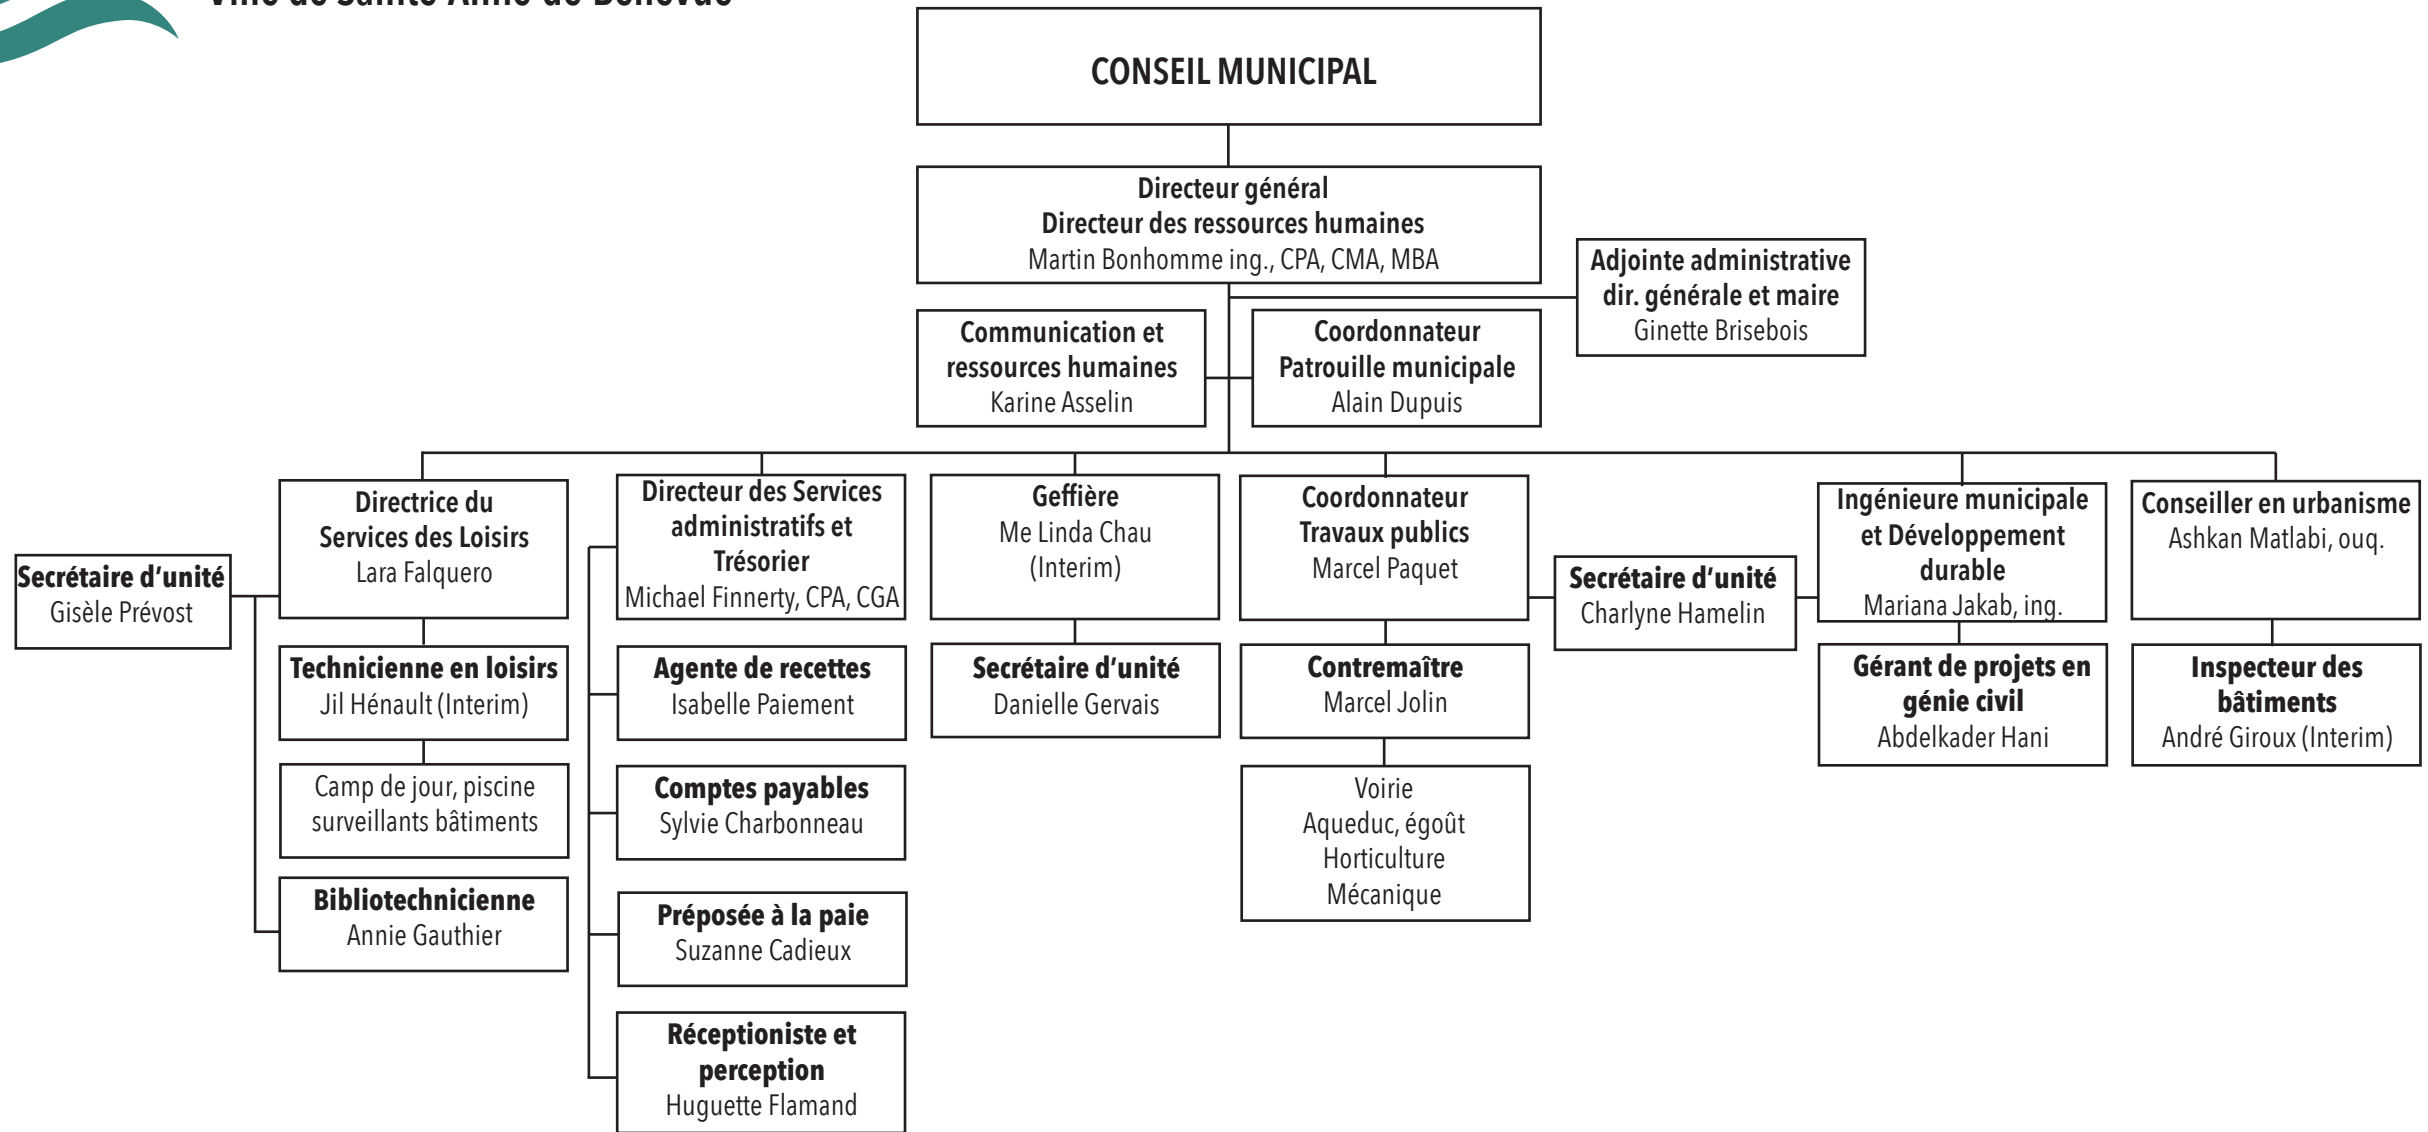 Ville de Sainte-Anne-de-Bellevue
CONSEIL MUNICIPAL
Directeur général
Directeur des ressources humaines
Martin Bonhomme ing., CPA, CMA, MBA
Adjointe administrative
dir. générale et maire
Ginette Brisebois
Communication et
ressources humaines
Karine Asselin
Coordonnateur
Patrouille municipale
Alain Dupuis
Secrétaire d’unité
Gisèle Prévost
Directrice du
Services des Loisirs
Lara Falquero
Technicienne en loisirs
Jil Hénault (Interim)
Camp de jour, piscine
surveillants bâtiments
Bibliotechnicienne
Annie Gauthier
Directeur des Services
administratifs et
Trésorier
Michael Finnerty, CPA, CGA
Agente de recettes
Isabelle Paiement
Comptes payables
Sylvie Charbonneau
Préposée à la paie
Suzanne Cadieux
Réceptioniste et
perception
Huguette Flamand
Geffière
Me Linda Chau
(Interim)
Secrétaire d’unité
Danielle Gervais
Coordonnateur
Travaux publics
Marcel Paquet
Contremaître
Marcel Jolin
Voirie
Aqueduc, égoût
Horticulture
Mécanique
Secrétaire d’unité
Charlyne Hamelin
Ingénieure municipale
et Développement
durable
Mariana Jakab, ing.
Gérant de projets en
génie civil
Abdelkader Hani
Conseiller en urbanisme
Ashkan Matlabi, ouq.
Inspecteur des
bâtiments
André Giroux (Interim)